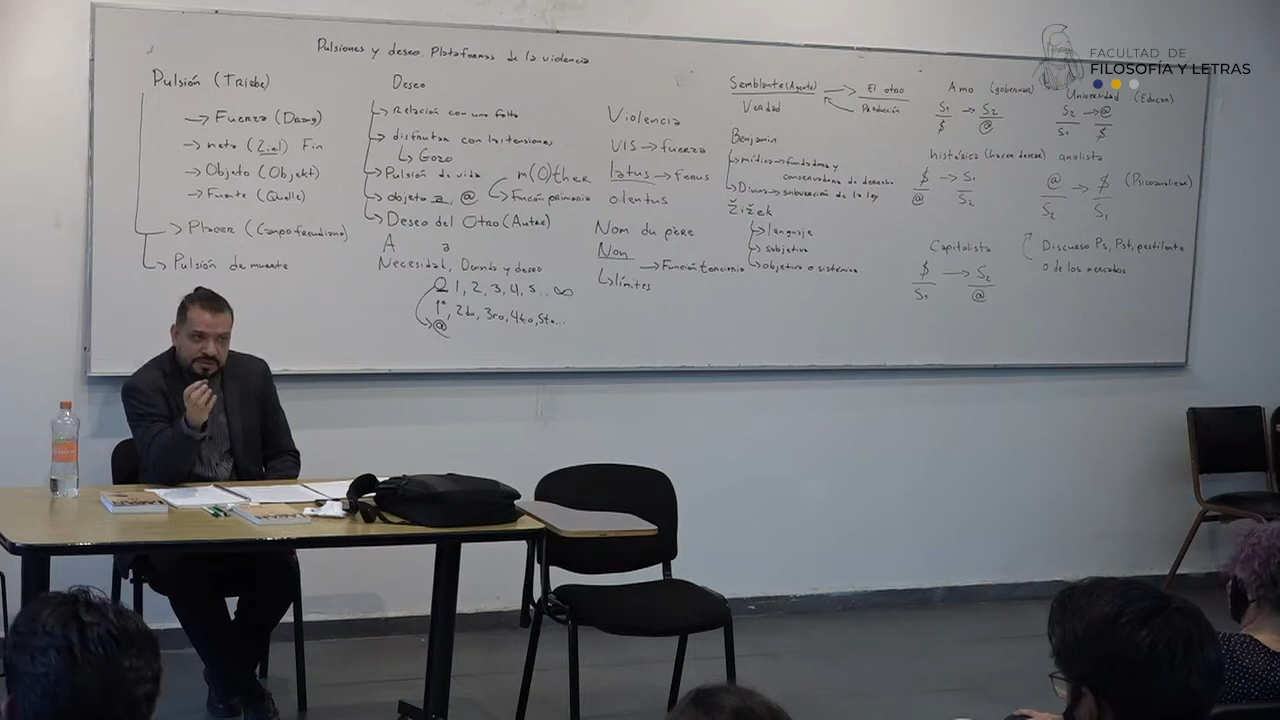 Pulsiones y deseo Plataformas de la violencia
Pulsión (Triebe)
→ Fuerza (Drang)
→ meta (Ziel) Fin
→ Objeto (Objekt)
→ Fuente (Quelle)
→ Placer (Campo freudiano)
→ Pulsión de muerte
Deseo
→ Relación con una falta
→ disfrutan con las tensiones
↳ Gozo
→ Pulsión de vida
→ objeto a, @
m(O)ther
Función primaria
→ Deseo del Otro (Autre)
A a
Necesidad, Demanda y deseo
0 1, 2, 3, 4, 5... ∞
1°, 2do, 3ro, 4to, 5to...
@
Violencia
VIS → fuerza
latus → ferus
olentus
Nom du père
Non → Función
↳ límites
Semblante (Agente) → El otro
Verdad ← Producción
Benjamin
→ mítica → fundadora y
conservadora de derecho
→ Divina → subversión de la ley
Žižek
→ lenguaje
→ subjetiva
→ objetiva o sistémica
Amo (gobernar)
S1 → S2
$ @
Universidad (Educar)
S2 → @
S1 $
histérica (hacer desear)
$ → S1
@ S2
analista (Psicoanalizar)
@ → $
S2 S1
Capitalista
$ → S2
S1 @
Discurso Ps, Pst, pestilente
o de los mercados
FACULTAD DE
FILOSOFÍA Y LETRAS